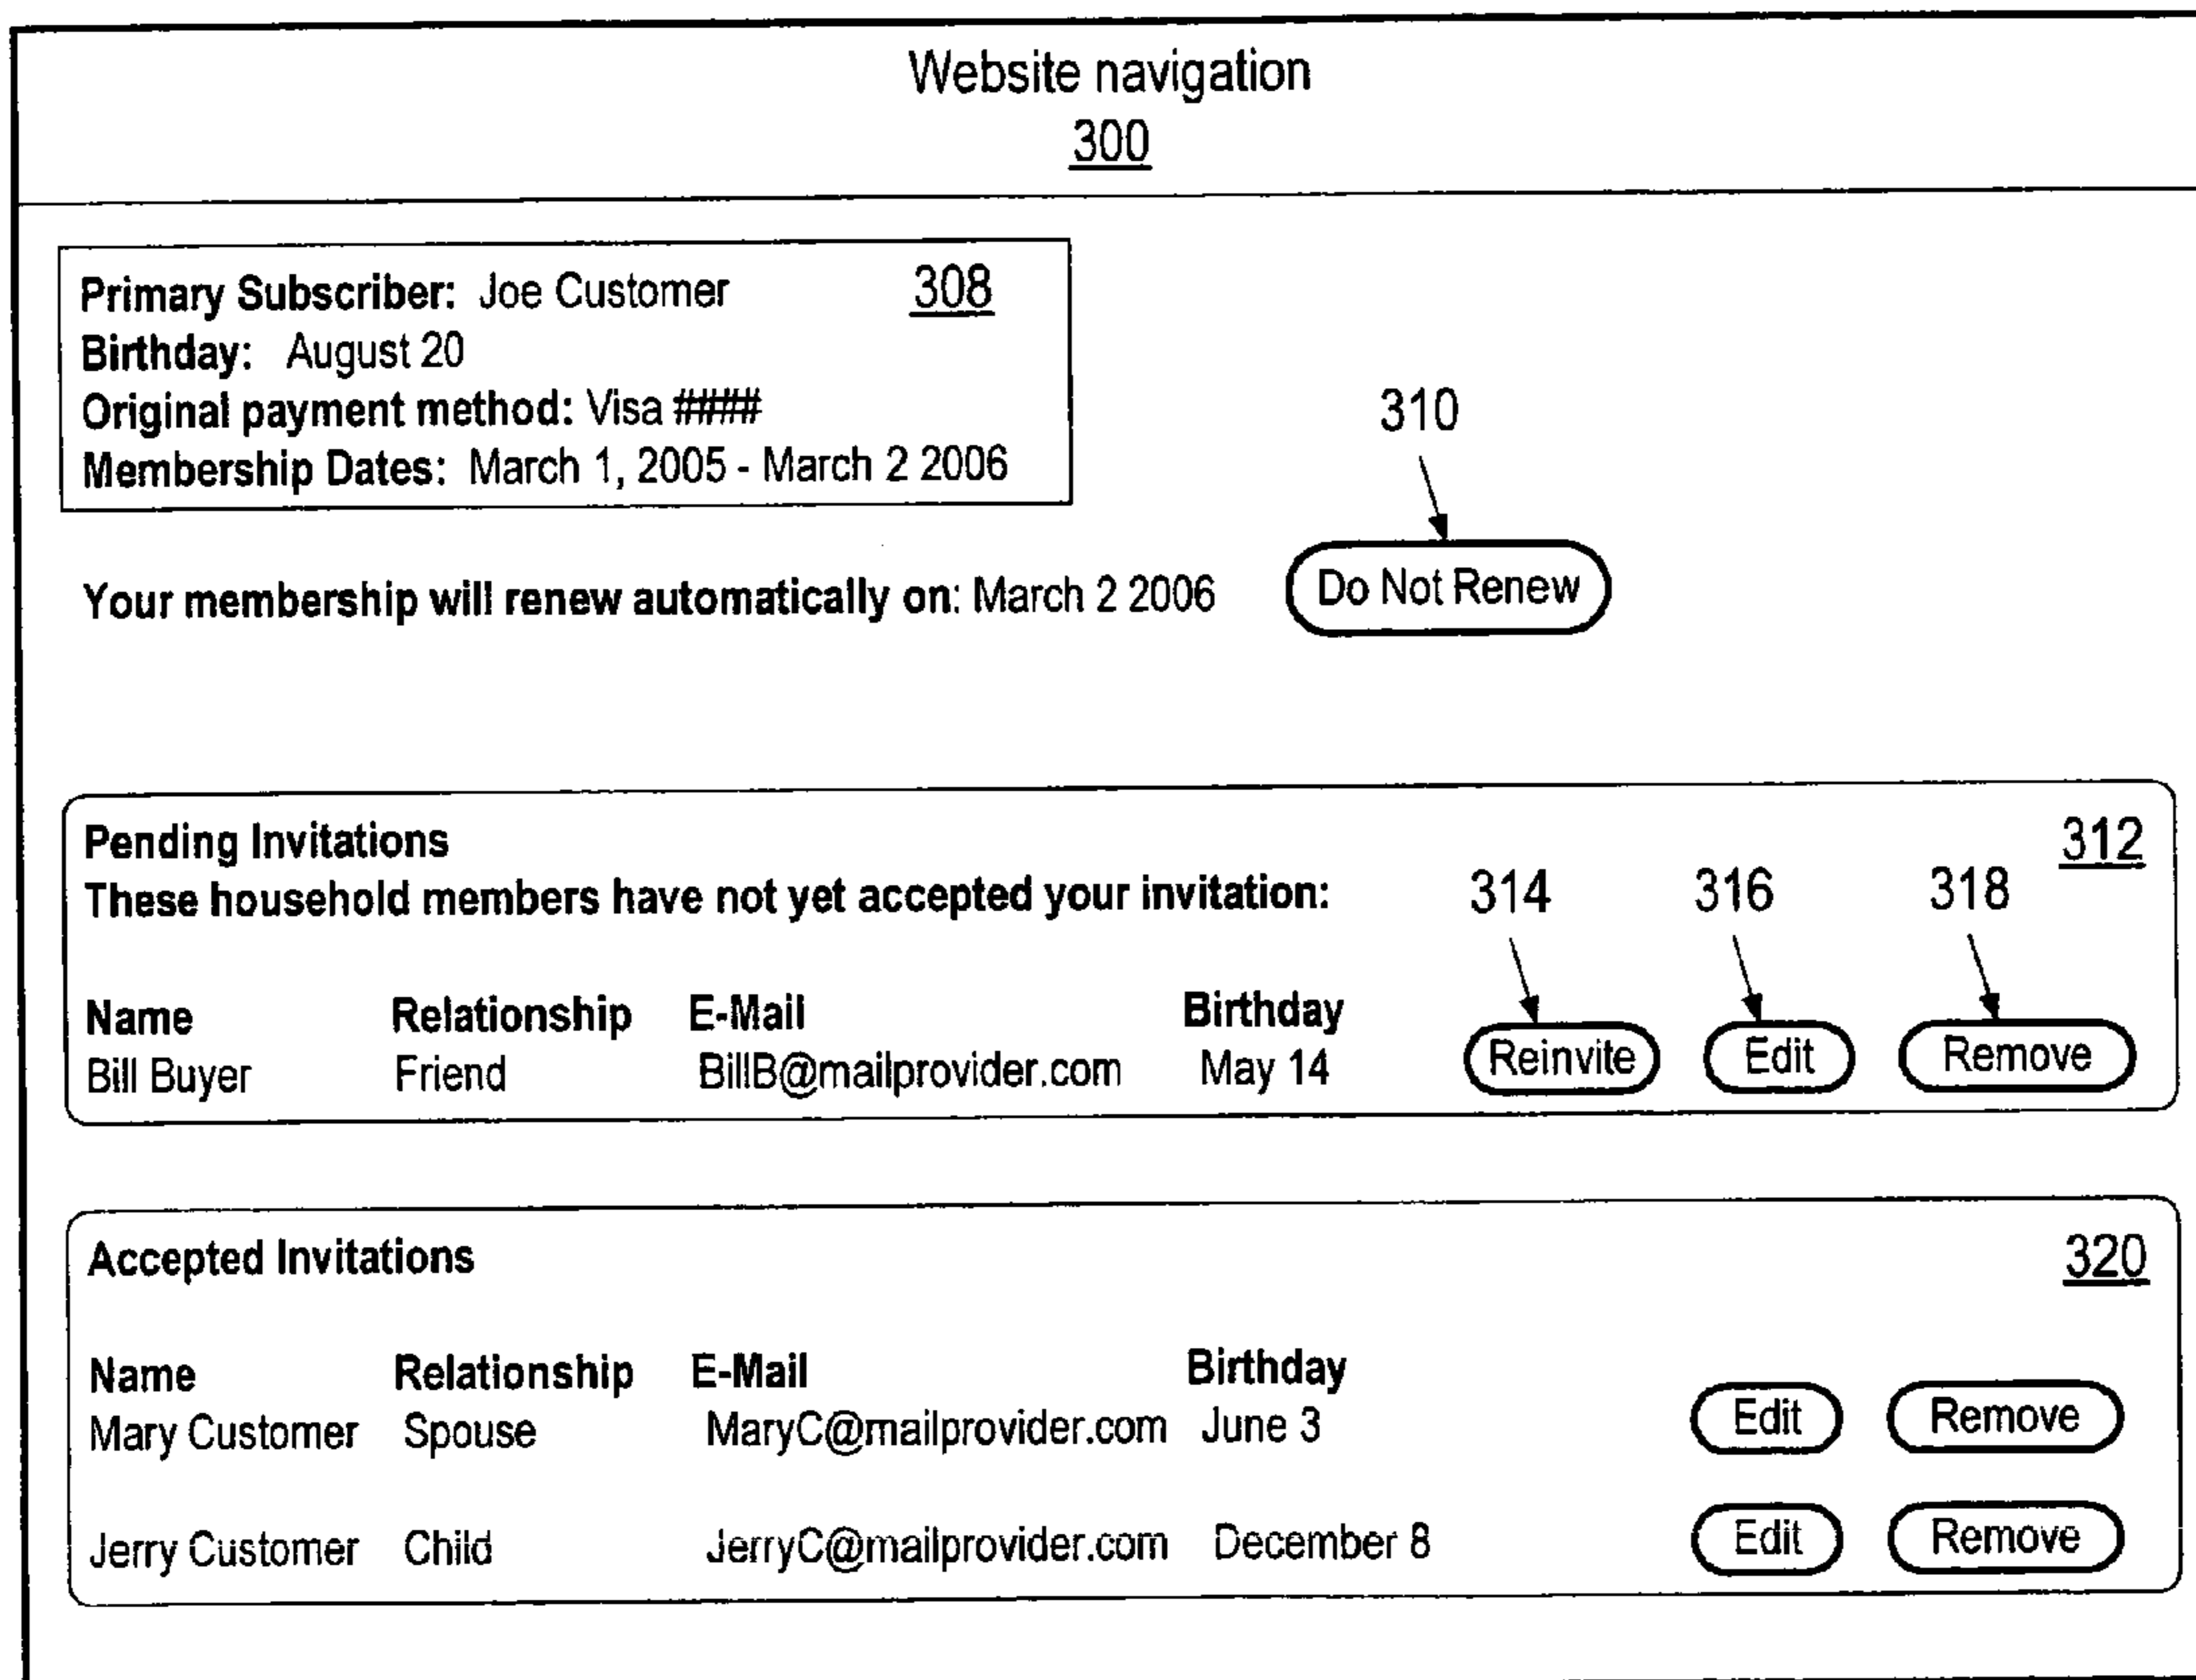 Website navigation
300
Primary Subscriber: Joe Customer 308
Birthday: August 20
Original payment method: Visa ####
Membership Dates: March 1, 2005 - March 2 2006
310
Your membership will renew automatically on: March 2 2006 Do Not Renew
Pending Invitations 312
These household members have not yet accepted your invitation: 314 316 318
Name Relationship E-Mail Birthday
Bill Buyer Friend BillB@mailprovider.com May 14 Reinvite Edit Remove
Accepted Invitations 320
Name Relationship E-Mail Birthday
Mary Customer Spouse MaryC@mailprovider.com June 3 Edit Remove
Jerry Customer Child JerryC@mailprovider.com December 8 Edit Remove